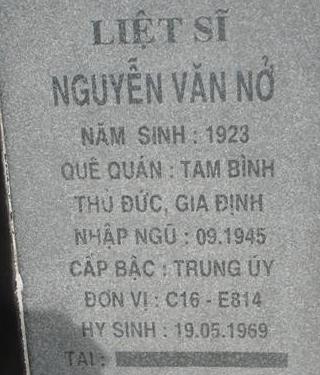 LIỆT SĨ
NGUYỄN VĂN NỞ
NĂM SINH : 1923
QUÊ QUÁN : TAM BÌNH
THỦ ĐỨC, GIA ĐỊNH
NHẬP NGŨ : 09.1945
CẤP BẬC : TRUNG ÚY
ĐƠN VỊ : C16 - E814
HY SINH : 19.05.1969
TẠI :